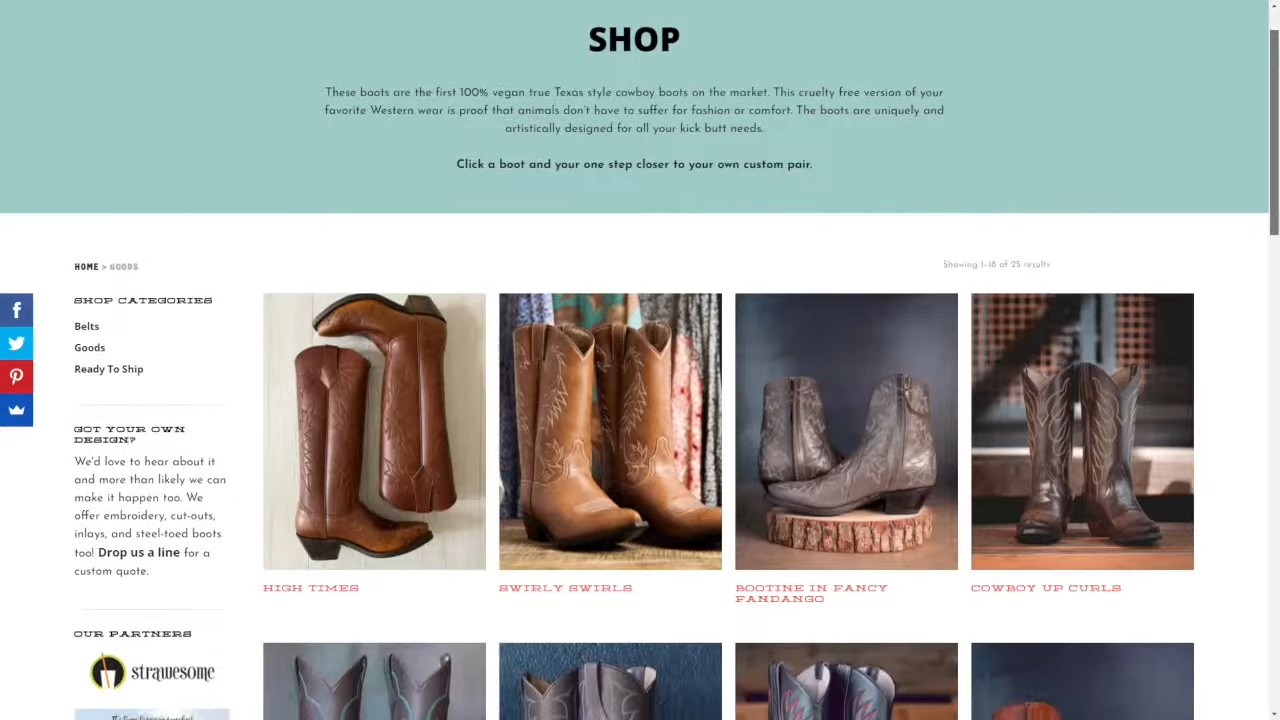 SHOP
These boots are the first 100% vegan true Texas style cowboy boots on the market. This cruelty free version of your
favorite Western wear is proof that animals don't have to suffer for fashion or comfort. The boots are uniquely and
artistically designed for all your kick butt needs.
Click a boot and your one step closer to your own custom pair.
HOME > GOODS
Showing 1–18 of 25 results
SHOP CATEGORIES
Belts
Goods
Ready To Ship
GOT YOUR OWN
DESIGN?
We'd love to hear about it
and more than likely we can
make it happen too. We
offer embroidery, cut-outs,
inlays, and steel-toed boots
too! Drop us a line for a
custom quote.
OUR PARTNERS
strawesome
HIGH TIMES
SWIRLY SWIRLS
BOOTINE IN FANCY
FANDANGO
COWBOY UP CURLS